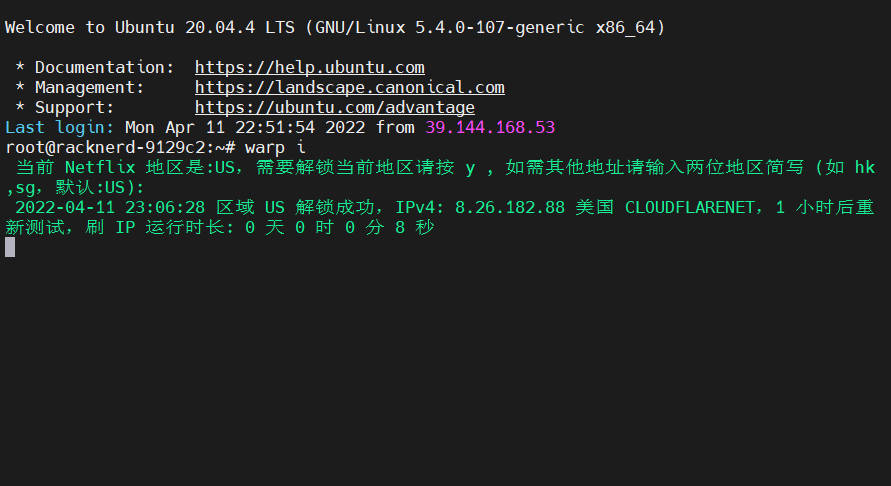 Welcome to Ubuntu 20.04.4 LTS (GNU/Linux 5.4.0-107-generic x86_64)
* Documentation:  https://help.ubuntu.com
* Management:     https://landscape.canonical.com
* Support:        https://ubuntu.com/advantage
Last login: Mon Apr 11 22:51:54 2022 from 39.144.168.53
root@racknerd-9129c2:~# warp i
当前 Netflix 地区是:US，需要解锁当前地区请按 y , 如需其他地址请输入两位地区简写 (如 hk
,sg，默认:US):
2022-04-11 23:06:28 区域 US 解锁成功，IPv4: 8.26.182.88 美国 CLOUDFLARENET，1 小时后重
新测试，刷 IP 运行时长: 0 天 0 时 0 分 8 秒